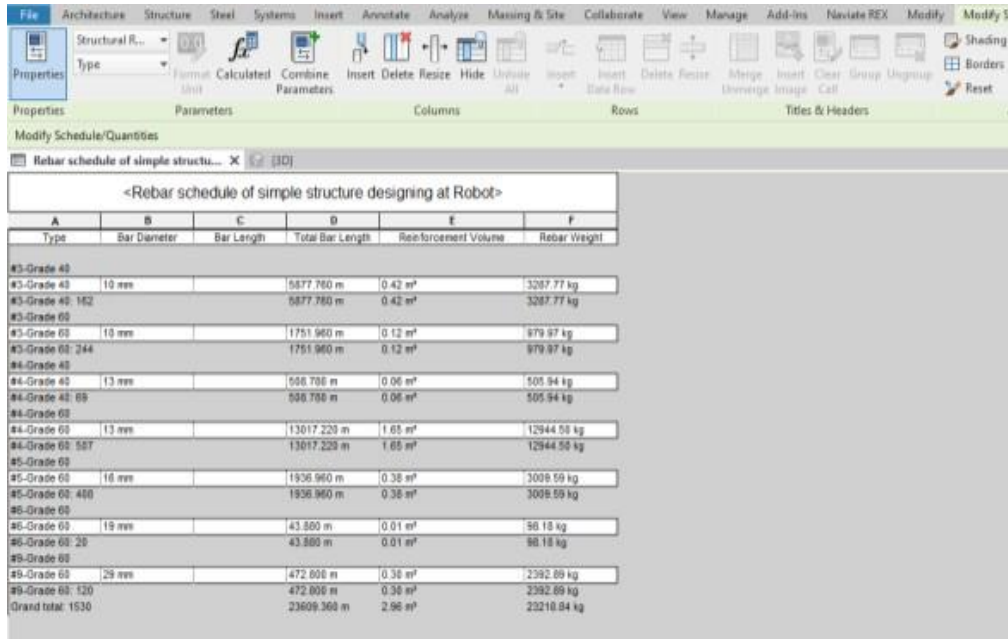 File Architecture Structure Steel Systems Insert Annotate Analyze Massing & Site Collaborate View Manage Add-Ins Naviate REX Modify Modify S
Structural R...
Type
Properties
Format Unit
Calculated
Combine Parameters
Insert Delete Resize Hide
Unhide All
Insert
Insert Data Row
Delete Resize
Merge Unmerge
Insert Image
Clear Cell
Group Ungroup
Shading
Borders
Reset
Properties Parameters Columns Rows Titles & Headers
Modify Schedule/Quantities
Rebar schedule of simple structu... X {3D}
<Rebar schedule of simple structure designing at Robot>
A B C D E F
Type Bar Diameter Bar Length Total Bar Length Reinforcement Volume Rebar Weight
#3-Grade 40
#3-Grade 40 10 mm 5877.760 m 0.42 m³ 3287.77 kg
#3-Grade 40: 162 5877.760 m 0.42 m³ 3287.77 kg
#3-Grade 60
#3-Grade 60 10 mm 1751.960 m 0.12 m³ 979.97 kg
#3-Grade 60: 244 1751.960 m 0.12 m³ 979.97 kg
#4-Grade 40
#4-Grade 40 13 mm 508.780 m 0.06 m³ 505.94 kg
#4-Grade 40: 69 508.780 m 0.06 m³ 505.94 kg
#4-Grade 60
#4-Grade 60 13 mm 13017.220 m 1.65 m³ 12944.50 kg
#4-Grade 60: 507 13017.220 m 1.65 m³ 12944.50 kg
#5-Grade 60
#5-Grade 60 16 mm 1936.960 m 0.38 m³ 3009.59 kg
#5-Grade 60: 408 1936.960 m 0.38 m³ 3009.59 kg
#6-Grade 60
#6-Grade 60 19 mm 43.880 m 0.01 m³ 98.18 kg
#6-Grade 60: 20 43.880 m 0.01 m³ 98.18 kg
#9-Grade 60
#9-Grade 60 29 mm 472.800 m 0.30 m³ 2392.89 kg
#9-Grade 60: 120 472.800 m 0.30 m³ 2392.89 kg
Grand total: 1530 23609.360 m 2.96 m³ 23218.84 kg